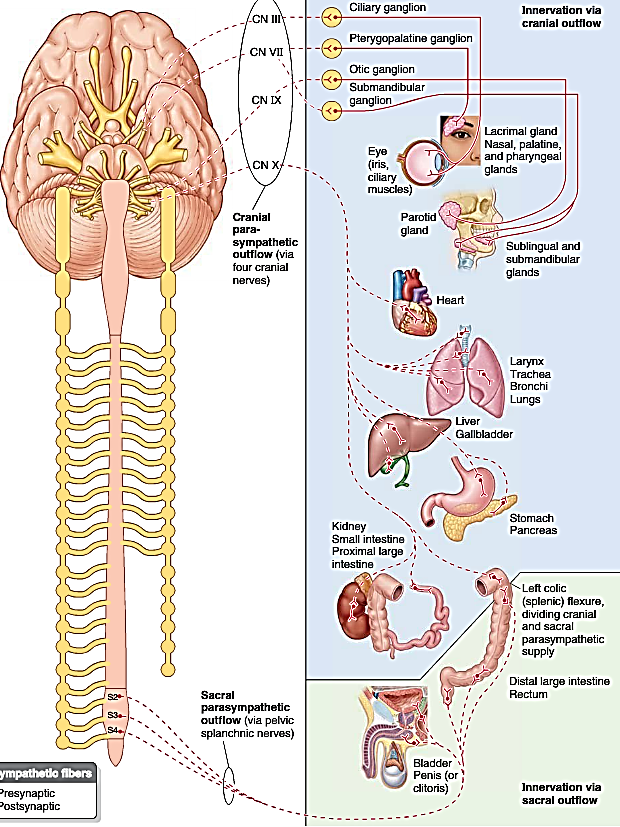 CN III
CN VII
CN IX
CN X
Cranial
para-
sympathetic
outflow (via
four cranial
nerves)
Ciliary ganglion
Pterygopalatine ganglion
Otic ganglion
Submandibular
ganglion
Innervation via
cranial outflow
Eye
(iris,
ciliary
muscles)
Lacrimal gland
Nasal, palatine,
and pharyngeal
glands
Parotid
gland
Sublingual and
submandibular
glands
Heart
Larynx
Trachea
Bronchi
Lungs
Liver
Gallbladder
Stomach
Pancreas
Kidney
Small intestine
Proximal large
intestine
Left colic
(splenic) flexure,
dividing cranial
and sacral
parasympathetic
supply
Distal large intestine
Rectum
S2
S3
S4
Sacral
parasympathetic
outflow (via pelvic
splanchnic nerves)
Bladder
Penis (or
clitoris)
Innervation via
sacral outflow
ympathetic fibers
Presynaptic
Postsynaptic